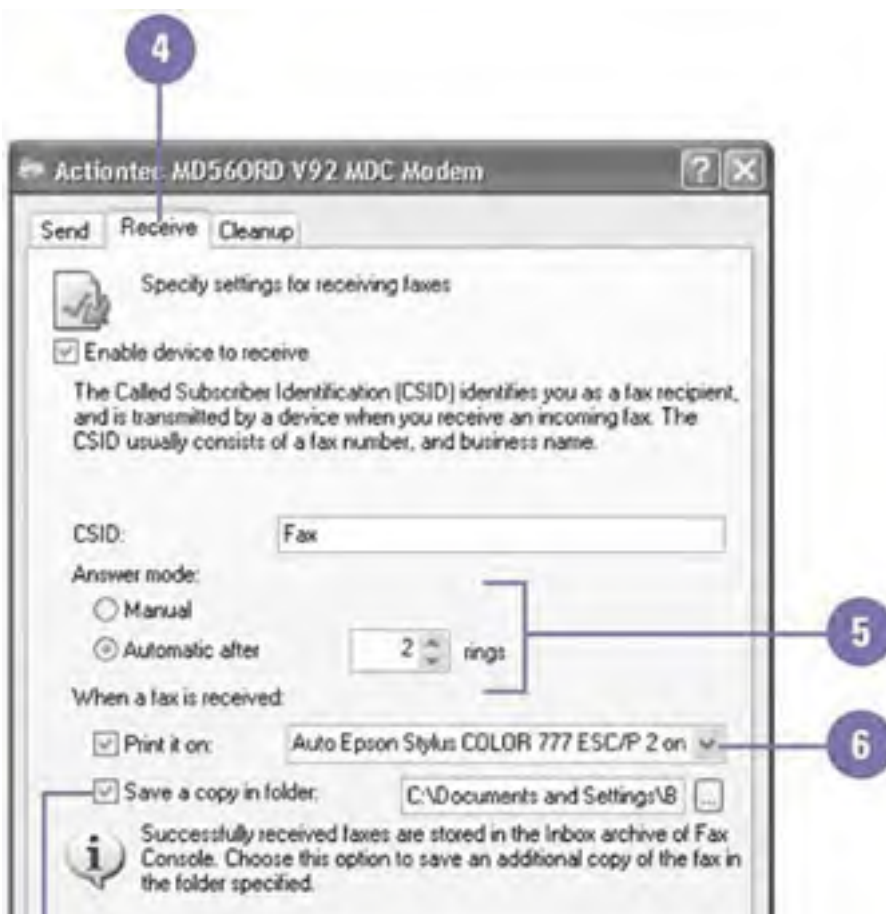 4
Actiontec MD560RD V92 MDC Modem
Send Receive Cleanup
Specify settings for receiving faxes
Enable device to receive
The Called Subscriber Identification (CSID) identifies you as a fax recipient,
and is transmitted by a device when you receive an incoming fax. The
CSID usually consists of a fax number, and business name.
CSID: Fax
Answer mode:
Manual
Automatic after 2 rings
5
When a fax is received:
Print it on: Auto Epson Stylus COLOR 777 ESC/P 2 on
6
Save a copy in folder: C:\Documents and Settings\B ...
Successfully received faxes are stored in the Inbox archive of Fax
Console. Choose this option to save an additional copy of the fax in
the folder specified.